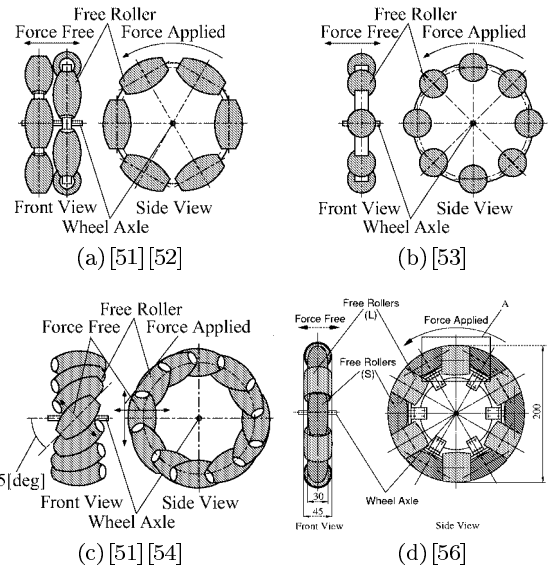 Free Roller
Force Free
Force Applied
Front View
Side View
Wheel Axle
(a) [51] [52]
Free Roller
Force Free
Force Applied
Front View
Side View
Wheel Axle
(b) [53]
Free Roller
Force Free
Force Applied
5[deg]
Front View
Side View
Wheel Axle
(c) [51] [54]
Free Rollers
(L)
A
Force Free
Force Applied
Free Rollers
(S)
200
Wheel Axle
30
45
Front View
Side View
(d) [56]